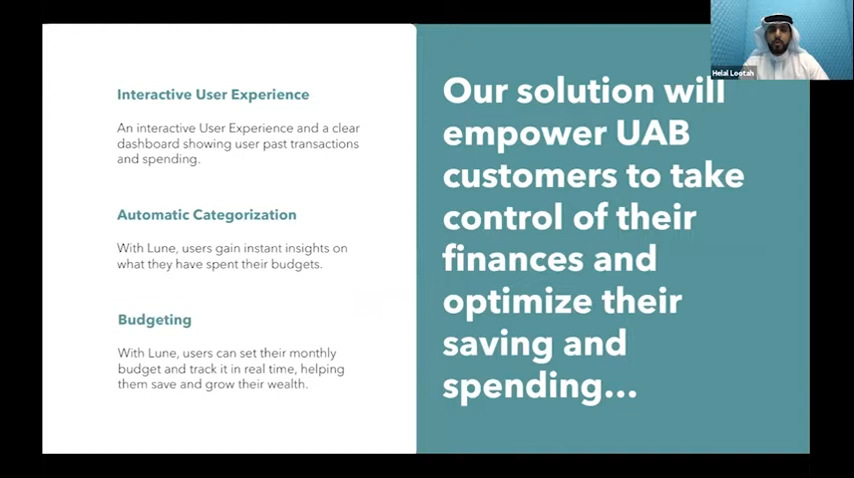 Interactive User Experience
An interactive User Experience and a clear
dashboard showing user past transactions
and spending.
Automatic Categorization
With Lune, users gain instant insights on
what they have spent their budgets.
Budgeting
With Lune, users can set their monthly
budget and track it in real time, helping
them save and grow their wealth.
Our solution will
empower UAB
customers to take
control of their
finances and
optimize their
saving and
spending...
Helal Lootah